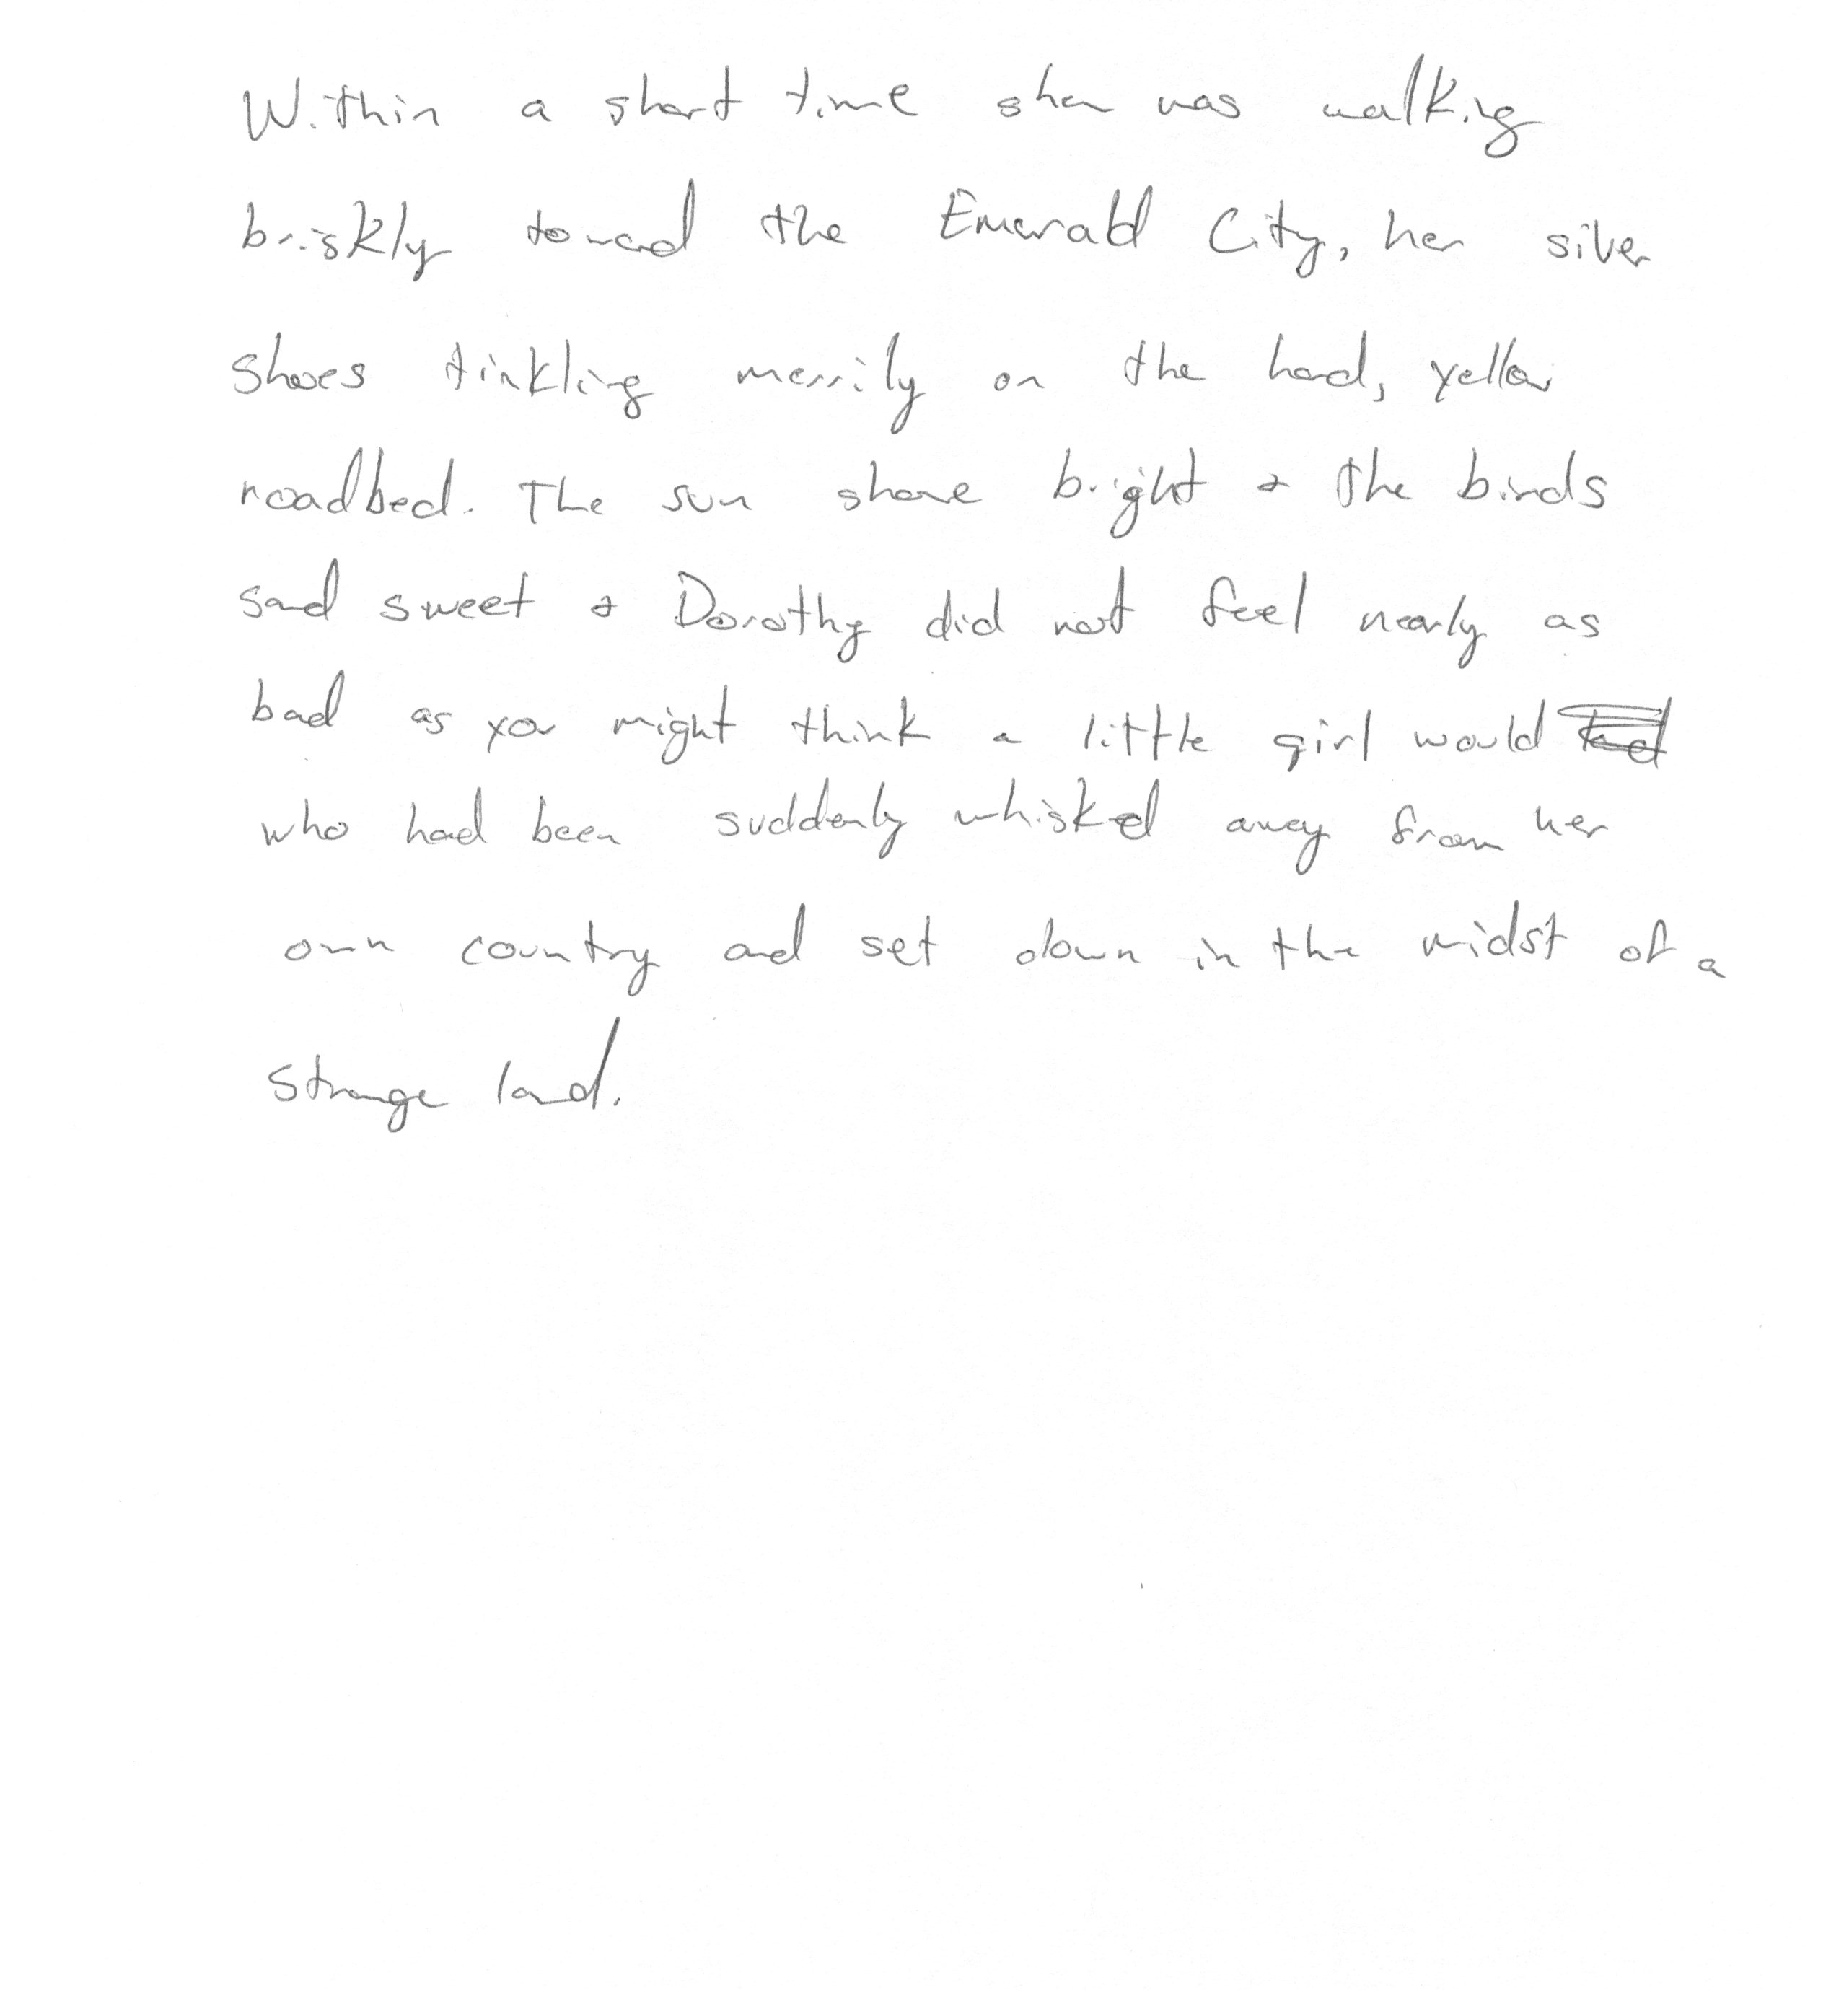 Within a short time she was walking
briskly toward the Emerald City, her silver
shoes tinkling merrily on the hard, yellow
roadbed. The sun shone bright & the birds
sand sweet & Dorothy did not feel nearly as
bad as you might think a little girl would
who had been suddenly whisked away from her
own country and set down in the midst of a
strange land.